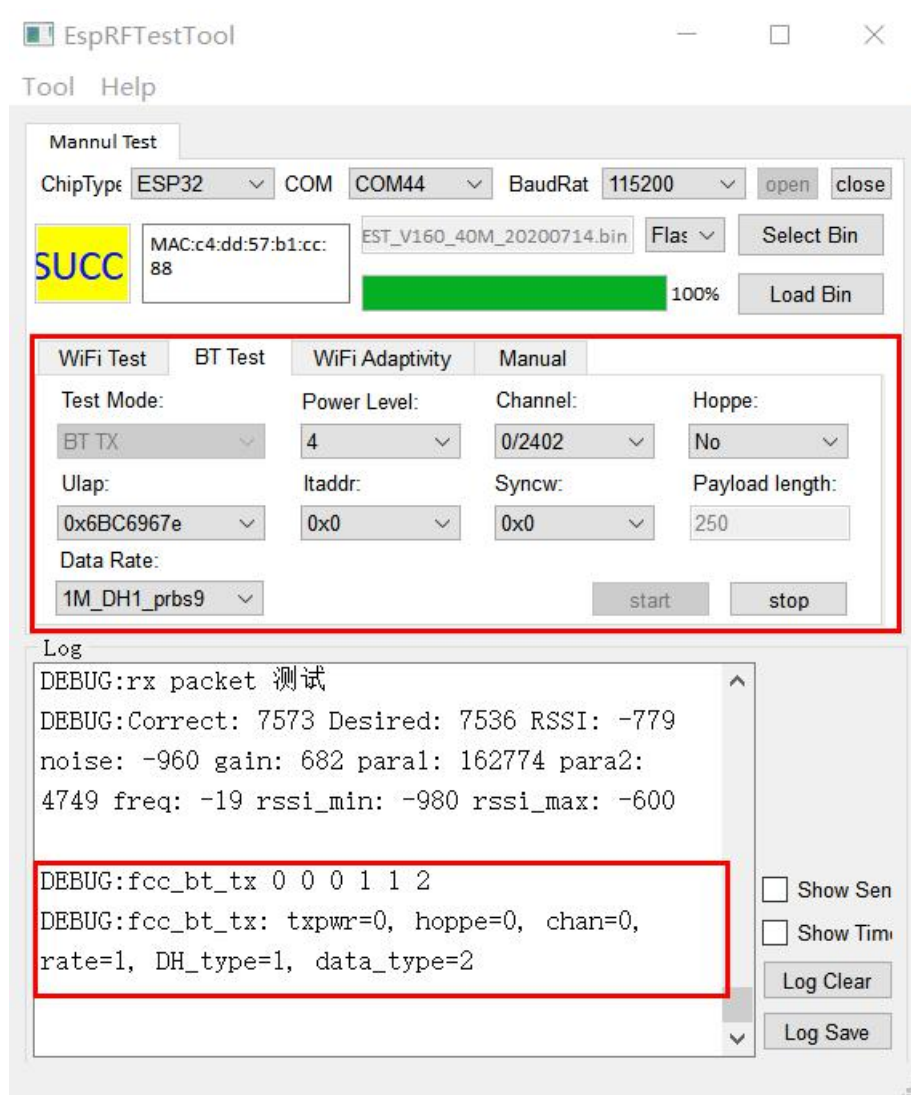 EspRFTestTool
Tool Help
Mannul Test
ChipType ESP32 COM COM44 BaudRat 115200 open close
SUCC MAC:c4:dd:57:b1:cc: EST_V160_40M_20200714.bin Flas Select Bin
88
100% Load Bin
WiFi Test BT Test WiFi Adaptivity Manual
Test Mode: Power Level: Channel: Hoppe:
BT TX 4 0/2402 No
Ulap: ltaddr: Syncw: Payload length:
0x6BC6967e 0x0 0x0 250
Data Rate:
1M_DH1_prbs9 start stop
Log
DEBUG:rx packet 测试
DEBUG:Correct: 7573 Desired: 7536 RSSI: -779
noise: -960 gain: 682 para1: 162774 para2:
4749 freq: -19 rssi_min: -980 rssi_max: -600
DEBUG:fcc_bt_tx 0 0 0 1 1 2
DEBUG:fcc_bt_tx: txpwr=0, hoppe=0, chan=0,
rate=1, DH_type=1, data_type=2
Show Sen
Show Tim
Log Clear
Log Save